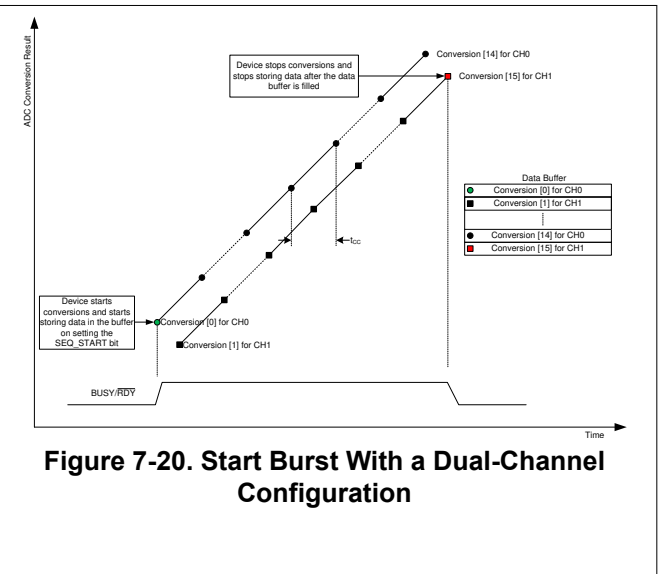 ADC Conversion Result
Device stops conversions and
stops storing data after the data
buffer is filled
Conversion [14] for CH0
Conversion [15] for CH1
Data Buffer
Conversion [0] for CH0
Conversion [1] for CH1
Conversion [14] for CH0
Conversion [15] for CH1
tCC
Device starts
conversions and starts
storing data in the buffer
on setting the
SEQ_START bit
Conversion [0] for CH0
Conversion [1] for CH1
BUSY/RDY
Time
Figure 7-20. Start Burst With a Dual-Channel
Configuration